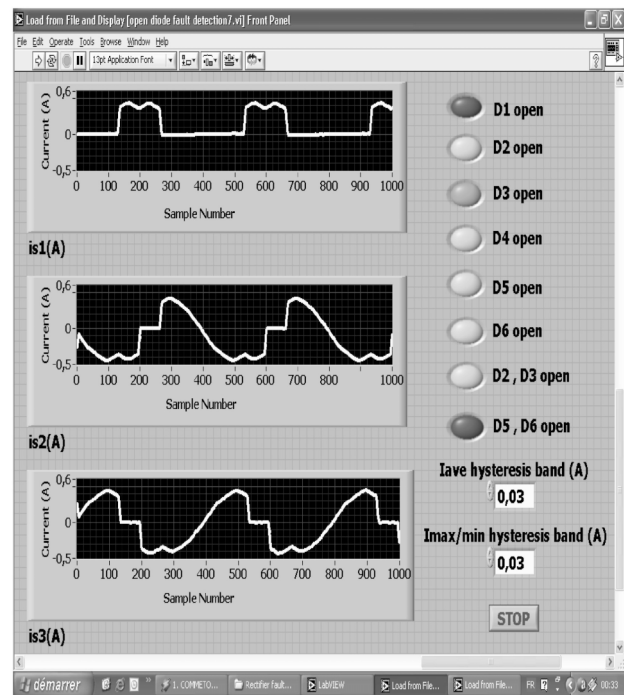 Load from File and Display [open diode fault detection7.vi] Front Panel
File Edit Operate Tools Browse Window Help
13pt Application Font
Current (A)
0,6
0
-0,5
0 100 200 300 400 500 600 700 800 900 1000
Sample Number
is1(A)
Current (A)
0,6
0
-0,5
0 100 200 300 400 500 600 700 800 900 1000
Sample Number
is2(A)
Current (A)
0,6
0
-0,5
0 100 200 300 400 500 600 700 800 900 1000
Sample Number
is3(A)
D1 open
D2 open
D3 open
D4 open
D5 open
D6 open
D2 , D3 open
D5 , D6 open
Iave hysteresis band (A)
0,03
Imax/min hysteresis band (A)
0,03
STOP
démarrer
1. COMMETO...
Rectifier fault...
LabVIEW
Load from File...
Load from File...
FR
00:33